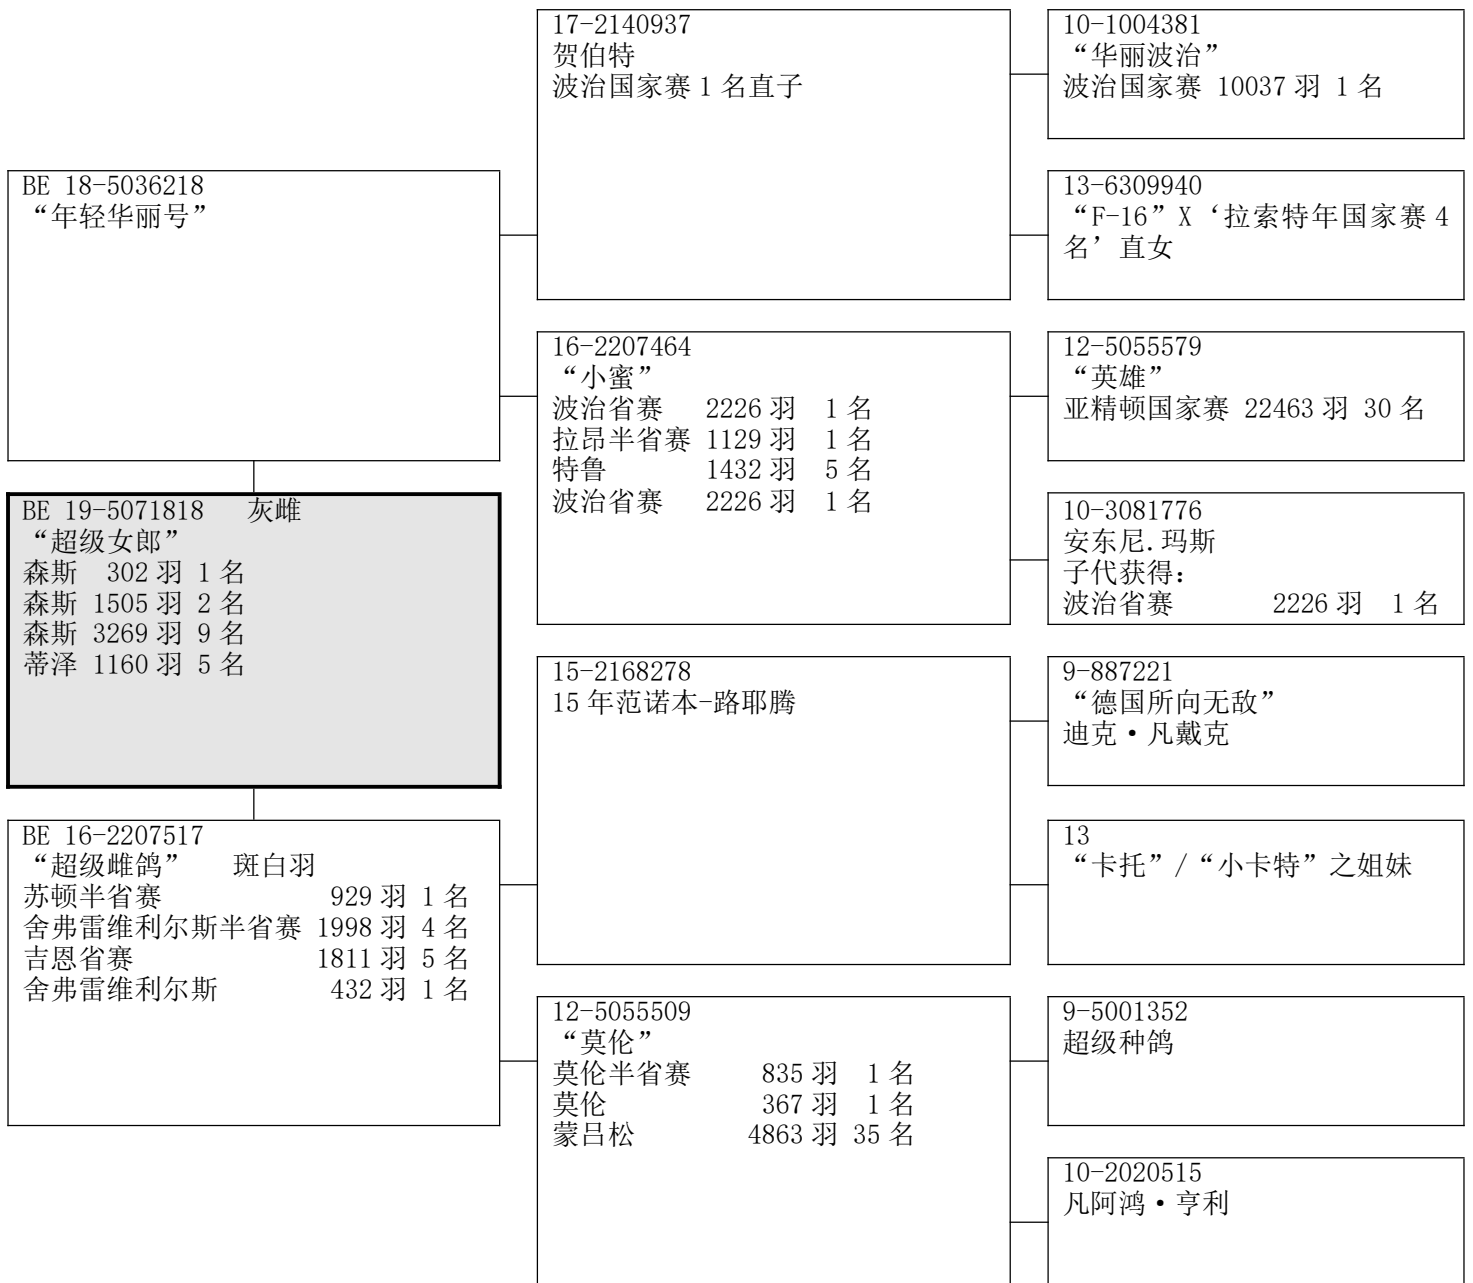 17-2140937
贺伯特
波治国家赛 1 名直子
10-1004381
“华丽波治”
波治国家赛 10037 羽 1 名
BE 18-5036218
“年轻华丽号”
13-6309940
“F-16”X‘拉索特年国家赛 4
名’直女
16-2207464
“小蜜”
波治省赛 2226 羽 1 名
拉昂半省赛 1129 羽 1 名
特鲁 1432 羽 5 名
波治省赛 2226 羽 1 名
12-5055579
“英雄”
亚精顿国家赛 22463 羽 30 名
BE 19-5071818 灰雌
“超级女郎”
森斯 302 羽 1 名
森斯 1505 羽 2 名
森斯 3269 羽 9 名
蒂泽 1160 羽 5 名
10-3081776
安东尼.玛斯
子代获得：
波治省赛 2226 羽 1 名
15-2168278
15 年范诺本-路耶腾
9-887221
“德国所向无敌”
迪克·凡戴克
BE 16-2207517
“超级雌鸽” 斑白羽
苏顿半省赛 929 羽 1 名
舍弗雷维利尔斯半省赛 1998 羽 4 名
吉恩省赛 1811 羽 5 名
舍弗雷维利尔斯 432 羽 1 名
13
“卡托”/“小卡特”之姐妹
12-5055509
“莫伦”
莫伦半省赛 835 羽 1 名
莫伦 367 羽 1 名
蒙吕松 4863 羽 35 名
9-5001352
超级种鸽
10-2020515
凡阿鸿·亨利